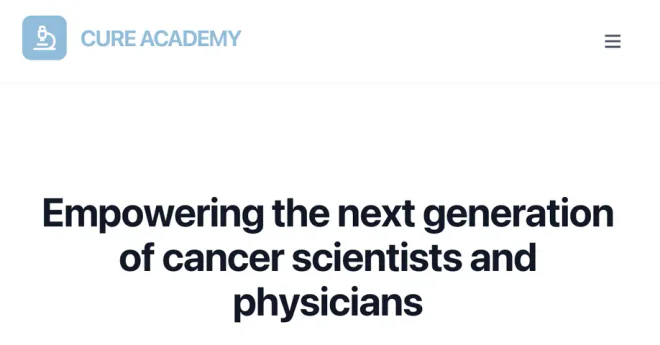 CURE ACADEMY
Empowering the next generation
of cancer scientists and
physicians